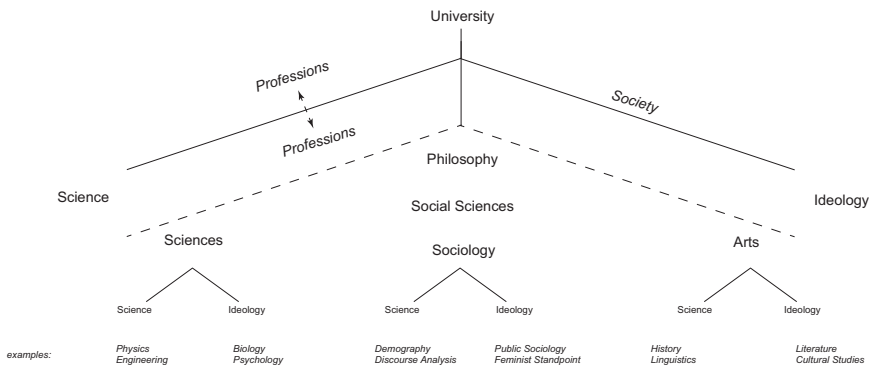 University
Professions
Society
Professions
Philosophy
Science
Ideology
Social Sciences
Sciences
Arts
Sociology
Science Ideology Science Ideology Science Ideology
examples: Physics Biology Demography Public Sociology History Literature
Engineering Psychology Discourse Analysis Feminist Standpoint Linguistics Cultural Studies